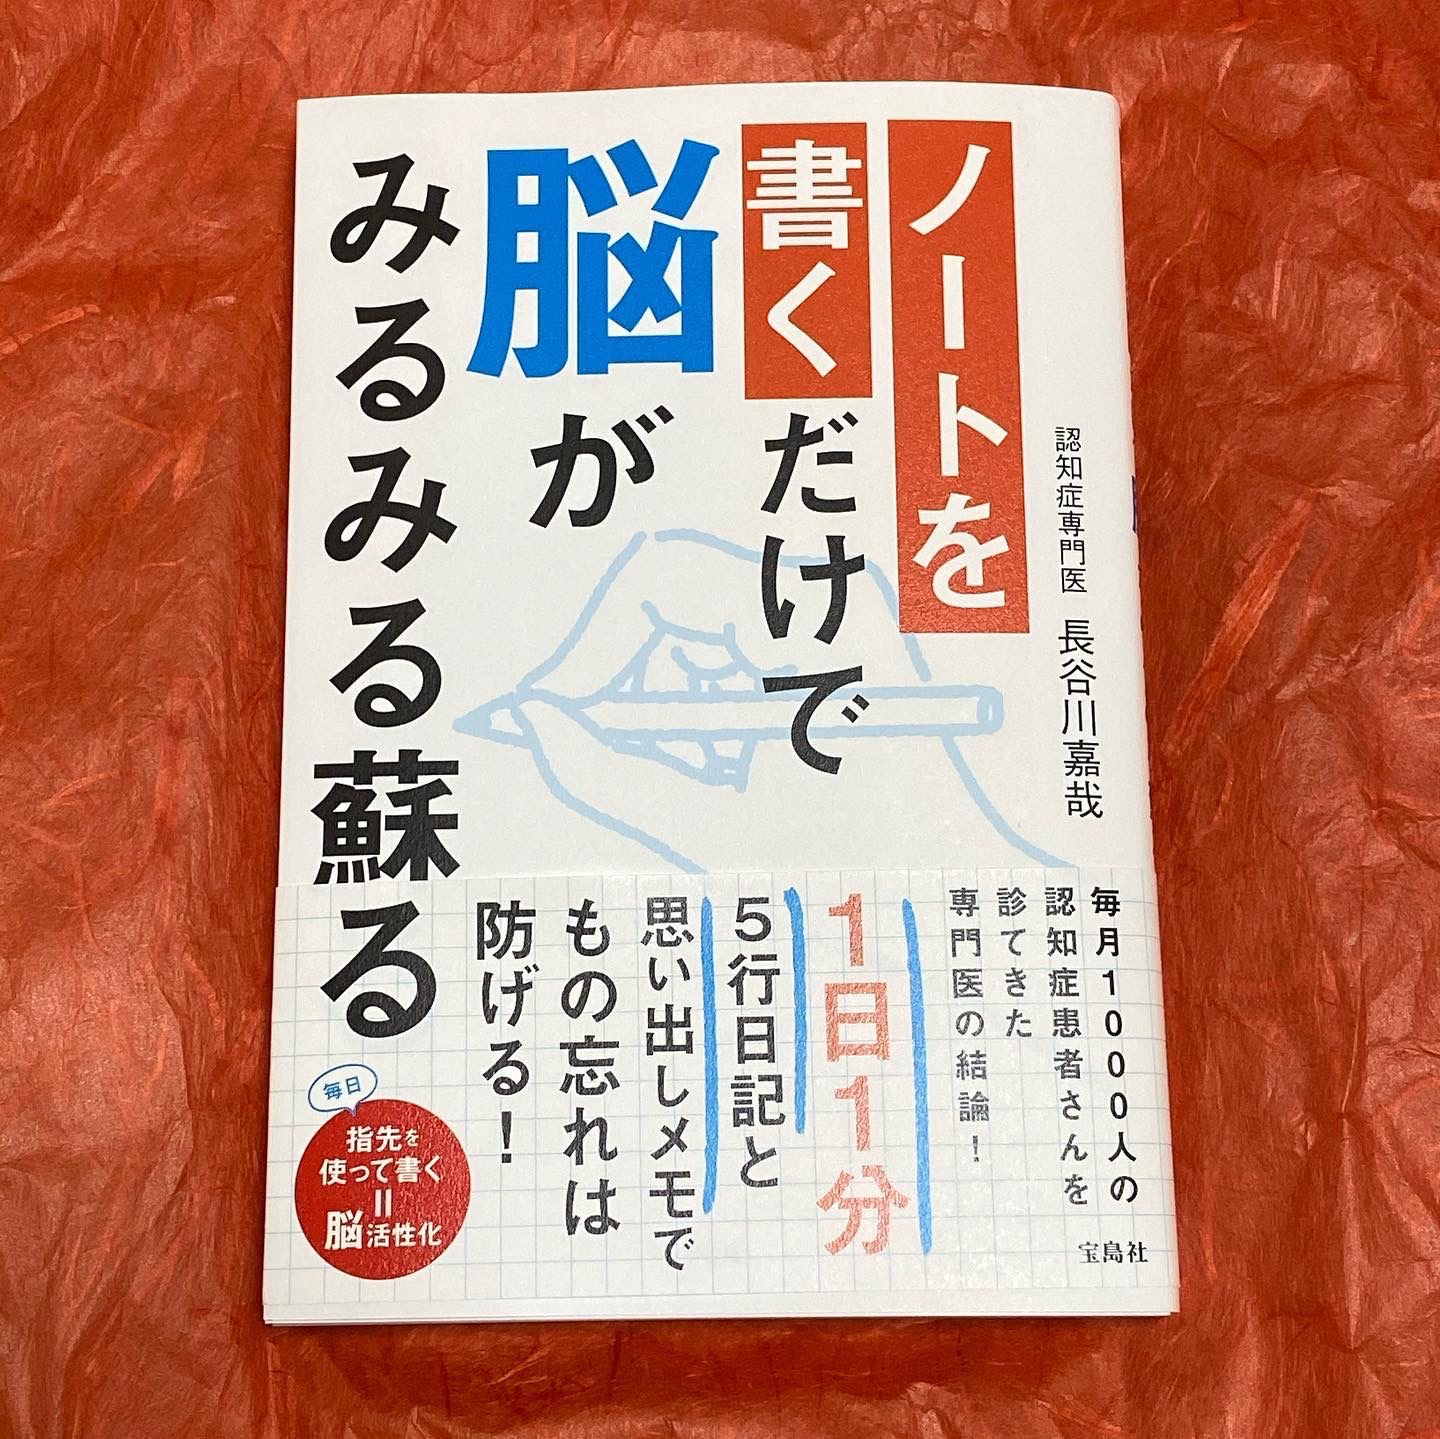 ノートを
書くだけで
脳が
みるみる蘇る
認知症専門医 長谷川嘉哉
毎月1000人の
認知症患者さんを
診てきた
専門医の結論!
1日1分
5行日記と
思い出しメモで
もの忘れは
防げる!
毎日
指先を
使って書く
=
脳活性化
宝島社